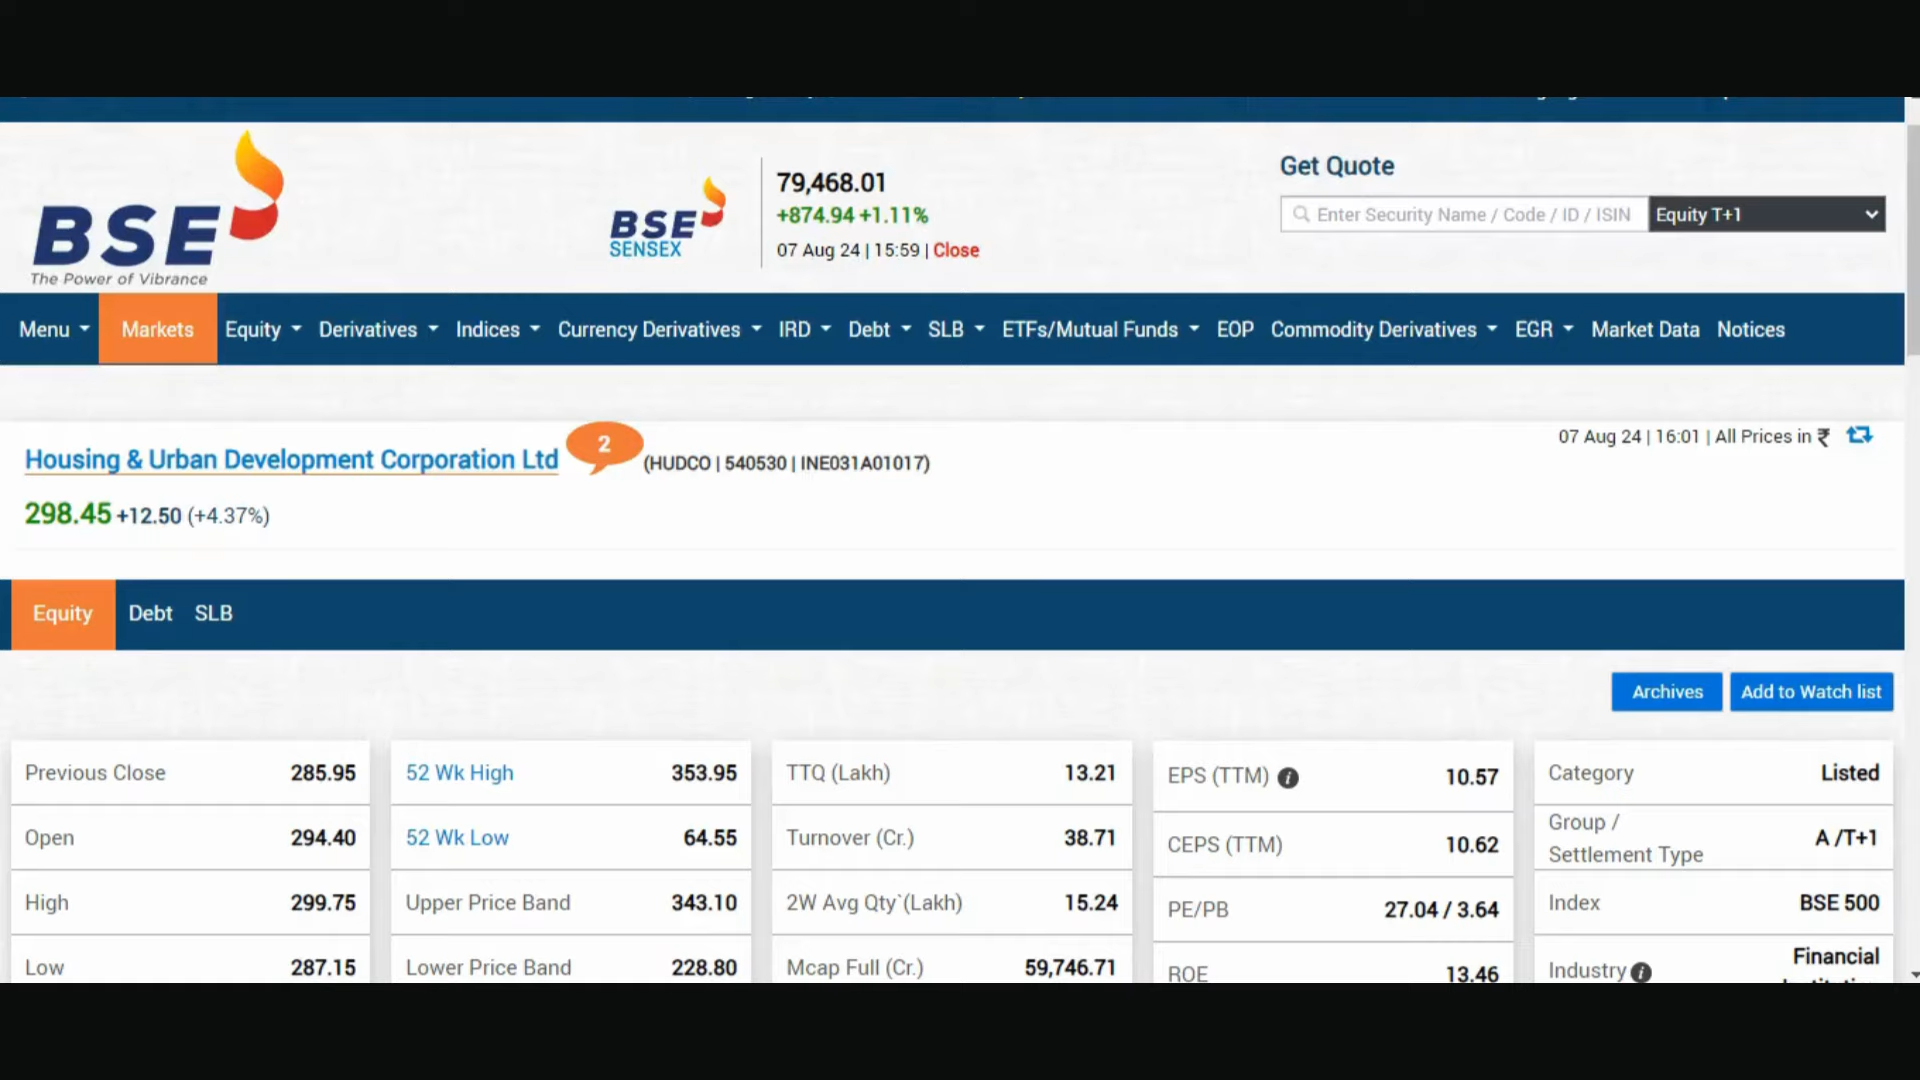 BSE
The Power of Vibrance
BSE
SENSEX
79,468.01
+874.94 +1.11%
07 Aug 24 | 15:59 | Close
Get Quote
Enter Security Name / Code / ID / ISIN
Equity T+1
Menu Markets Equity Derivatives Indices Currency Derivatives IRD Debt SLB ETFs/Mutual Funds EOP Commodity Derivatives EGR Market Data Notices
07 Aug 24 | 16:01 | All Prices in ₹
Housing & Urban Development Corporation Ltd 2 (HUDCO | 540530 | INE031A01017)
298.45 +12.50 (+4.37%)
Equity Debt SLB
Archives Add to Watch list
Previous Close 285.95
Open 294.40
High 299.75
Low 287.15
52 Wk High 353.95
52 Wk Low 64.55
Upper Price Band 343.10
Lower Price Band 228.80
TTQ (Lakh) 13.21
Turnover (Cr.) 38.71
2W Avg Qty`(Lakh) 15.24
Mcap Full (Cr.) 59,746.71
EPS (TTM) 10.57
CEPS (TTM) 10.62
PE/PB 27.04 / 3.64
ROE 13.46
Category Listed
Group /
Settlement Type A /T+1
Index BSE 500
Industry Financial